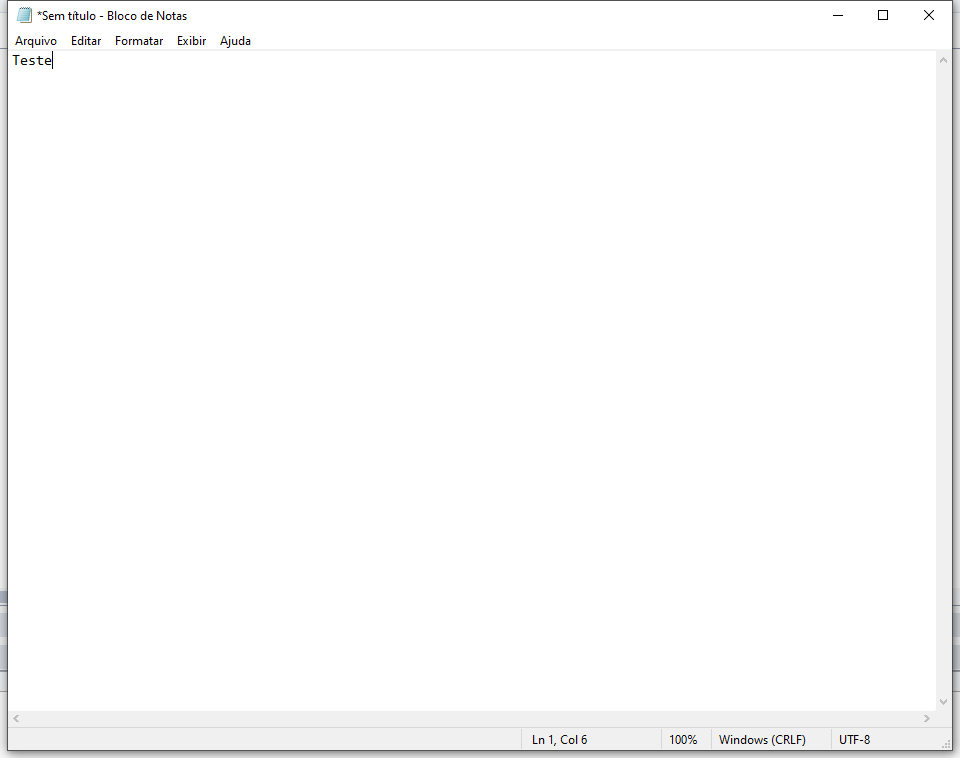 *Sem título - Bloco de Notas
Arquivo Editar Formatar Exibir Ajuda
Teste
Ln 1, Col 6 100% Windows (CRLF) UTF-8